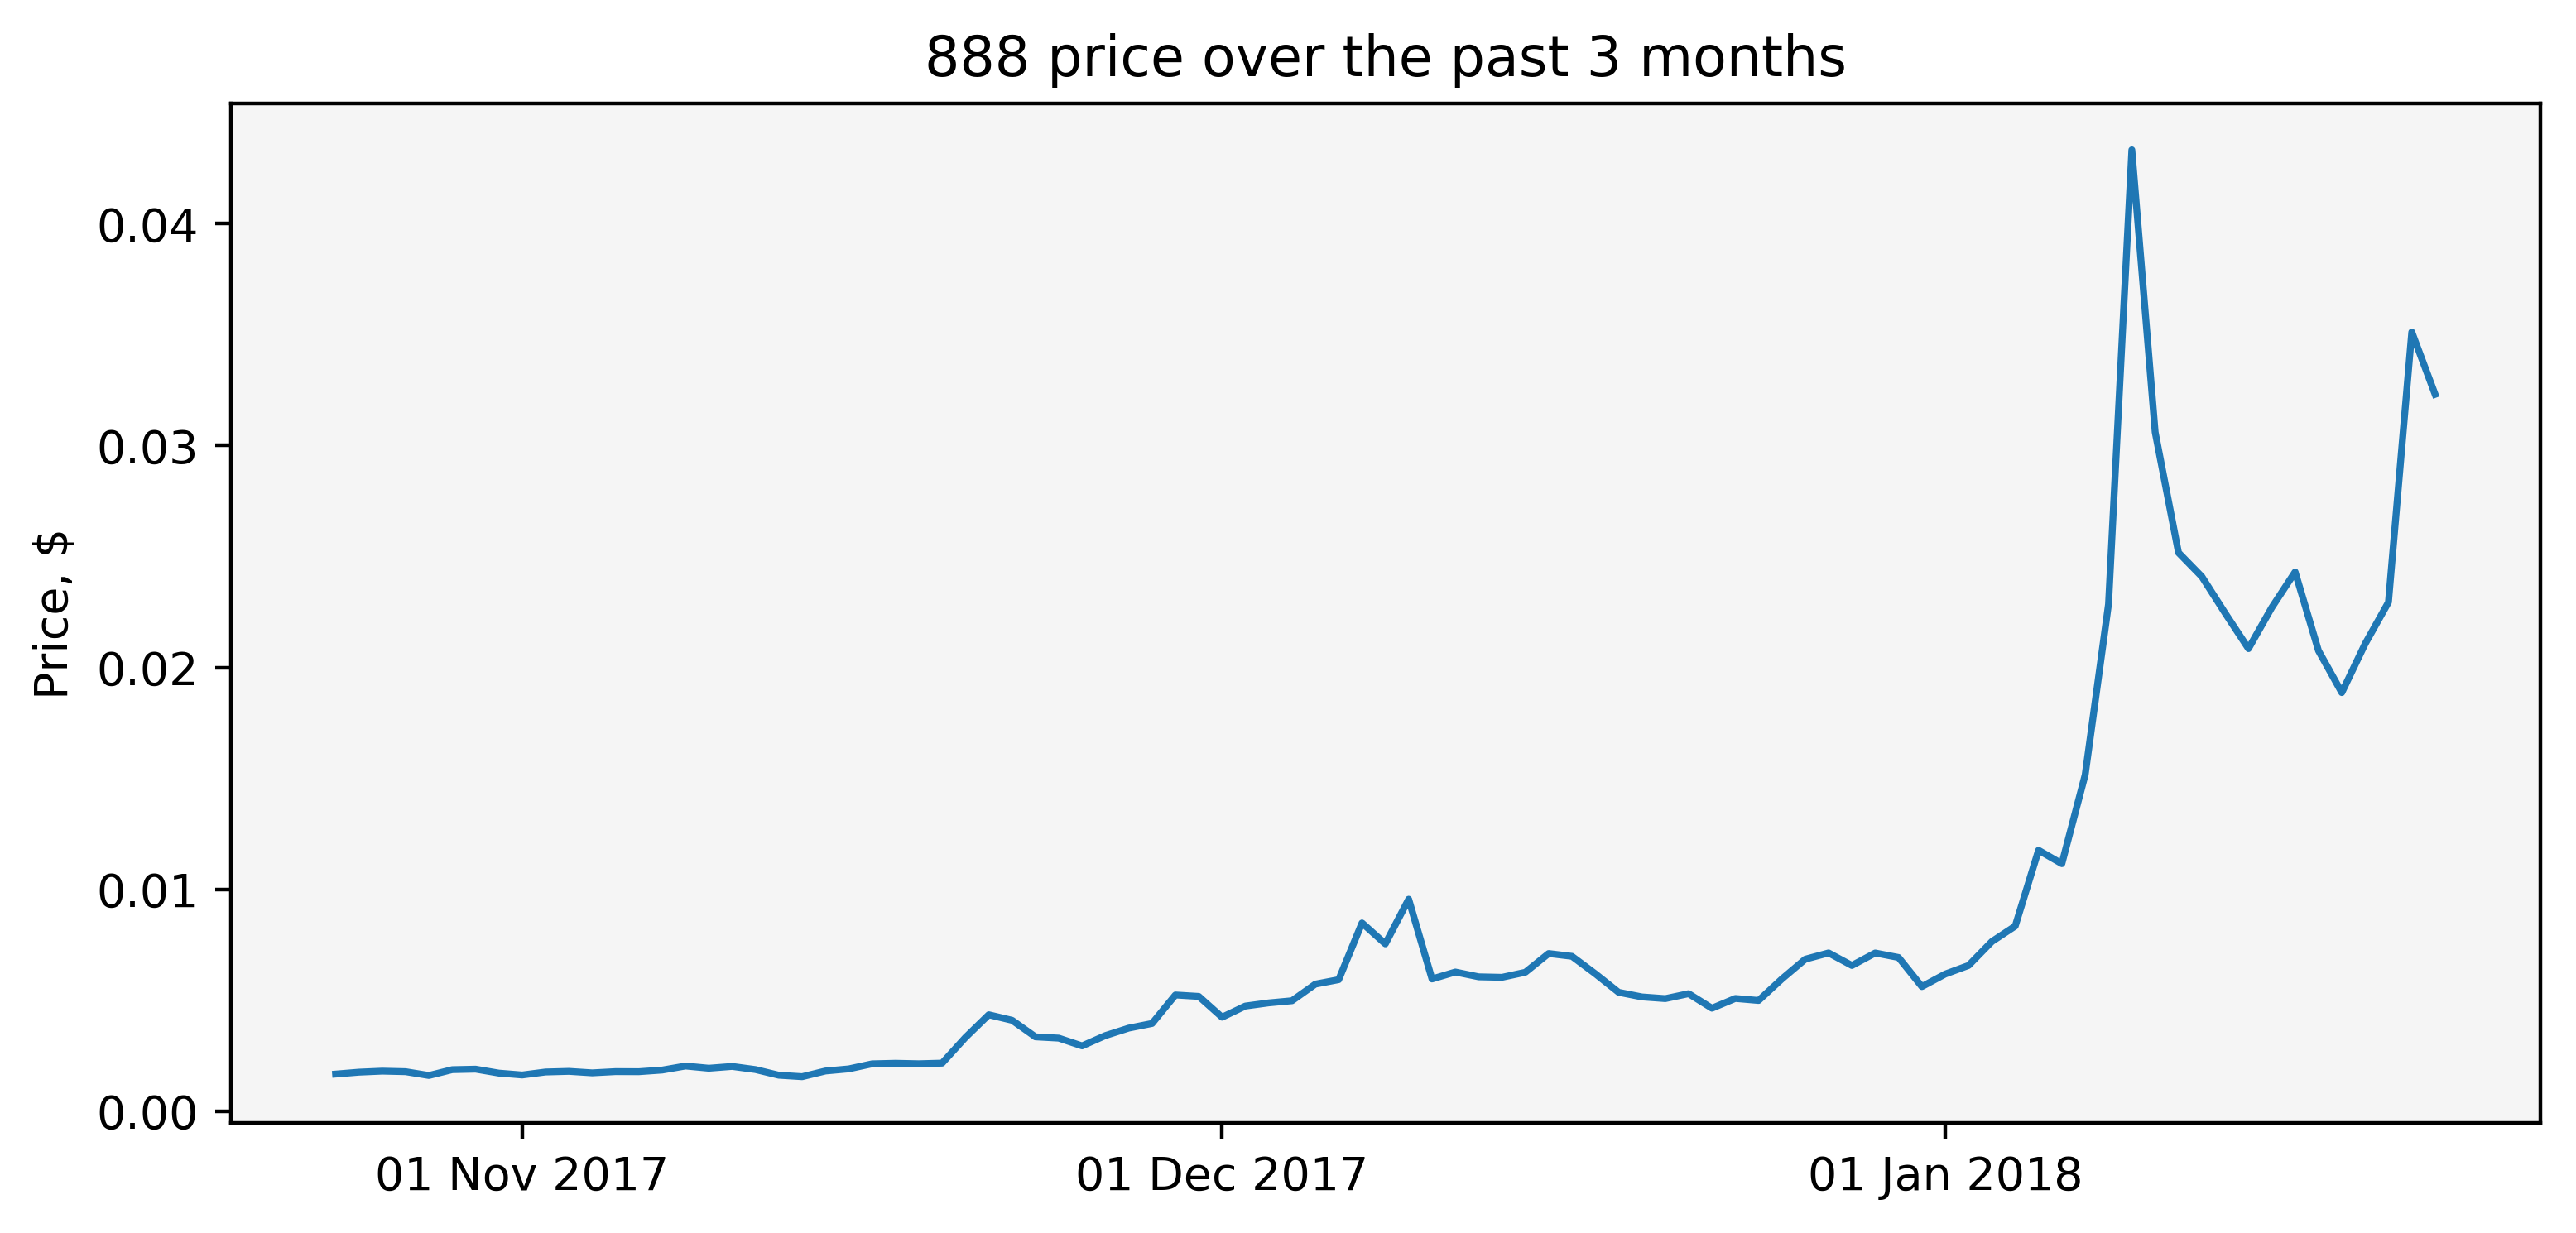 888 price over the past 3 months
Price, $
0.04
0.03
0.02
0.01
0.00
01 Nov 2017
01 Dec 2017
01 Jan 2018